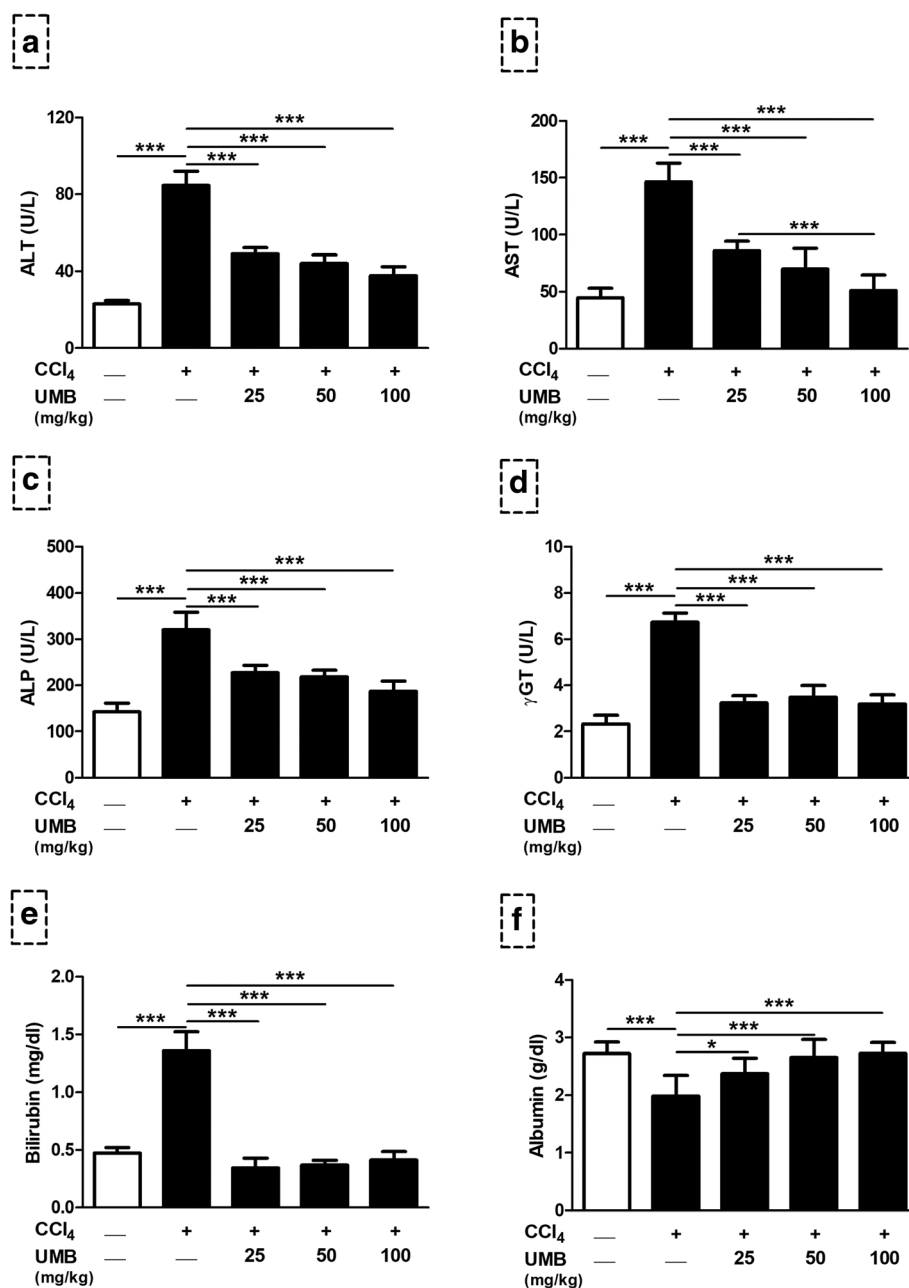 a
ALT (U/L)
120
80
40
0
***
***
***
***
CCl4 — + + + +
UMB — — 25 50 100
(mg/kg)
b
AST (U/L)
200
150
100
50
0
***
***
***
***
***
CCl4 — + + + +
UMB — — 25 50 100
(mg/kg)
c
ALP (U/L)
500
400
300
200
100
0
***
***
***
***
CCl4 — + + + +
UMB — — 25 50 100
(mg/kg)
d
γGT (U/L)
10
8
6
4
2
0
***
***
***
***
CCl4 — + + + +
UMB — — 25 50 100
(mg/kg)
e
Bilirubin (mg/dl)
2.0
1.5
1.0
0.5
0.0
***
***
***
***
CCl4 — + + + +
UMB — — 25 50 100
(mg/kg)
f
Albumin (g/dl)
4
3
2
1
0
***
***
***
*
CCl4 — + + + +
UMB — — 25 50 100
(mg/kg)